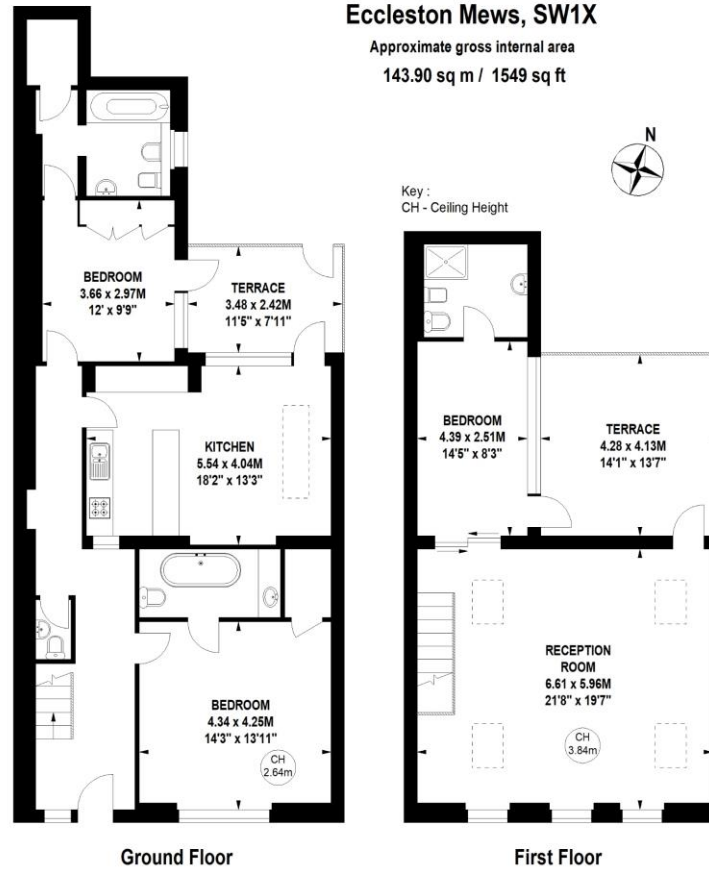 Eccleston Mews, SW1X
Approximate gross internal area
143.90 sq m / 1549 sq ft
N
Key :
CH - Ceiling Height
BEDROOM
3.66 x 2.97M
12' x 9'9"
TERRACE
3.48 x 2.42M
11'5" x 7'11"
KITCHEN
5.54 x 4.04M
18'2" x 13'3"
BEDROOM
4.34 x 4.25M
14'3" x 13'11"
CH
2.64m
Ground Floor
BEDROOM
4.39 x 2.51M
14'5" x 8'3"
TERRACE
4.28 x 4.13M
14'1" x 13'7"
RECEPTION
ROOM
6.61 x 5.96M
21'8" x 19'7"
CH
3.84m
First Floor